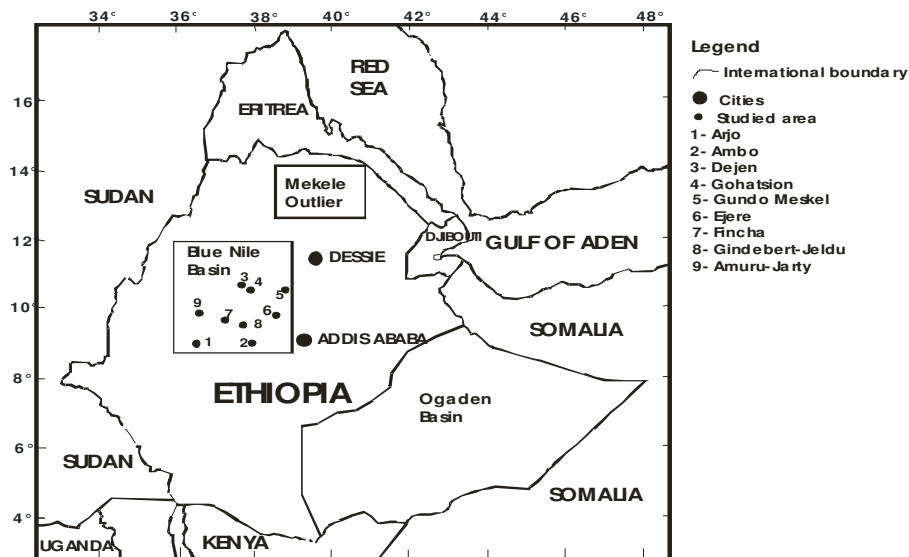 34° 36° 38° 42° 44° 46° 48°
16°
14°
12°
10°
8°
6°
4°
RED
SEA
ERITREA
SUDAN
Mekele
Outlier
DJIBOUTI
GULF OF ADEN
Blue Nile
Basin
DESSIE
3
4
5
9
7
6
8
1
2
ADDIS ABABA
SOMALIA
ETHIOPIA
Ogaden
Basin
SUDAN
SOMALIA
UGANDA
KENYA
Legend
International boundary
Cities
Studied area
1- Arjo
2- Ambo
3- Dejen
4- Gohatsion
5- Gundo Meskel
6- Ejere
7- Fincha
8- Gindebert-Jeldu
9- Amuru-Jarty